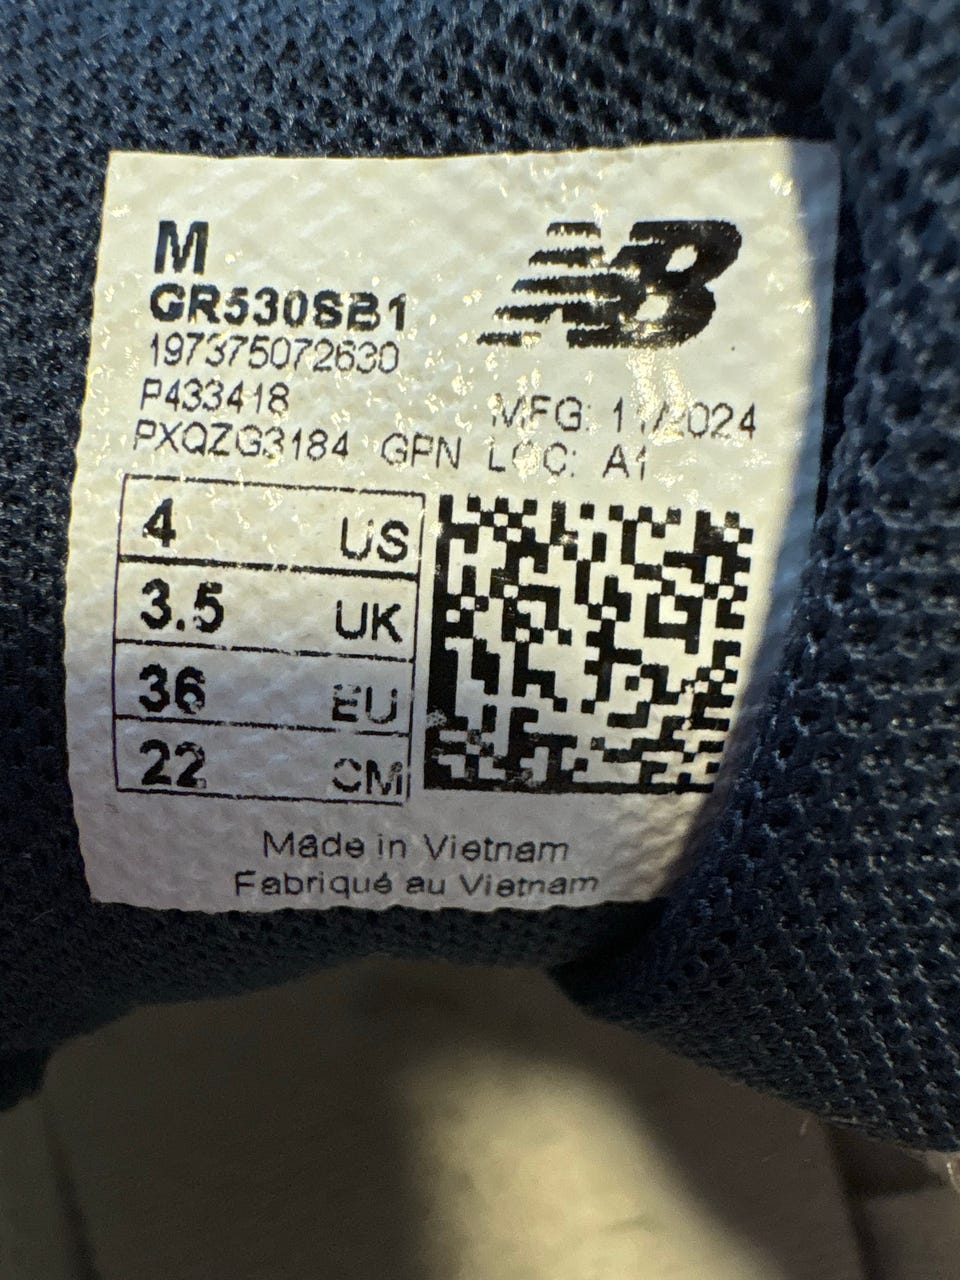 M
NB
GR530SB1
197375072630
P433418
MFG: 11/2024
PXQZG3184 GPN LOC: A1
4 US
3.5 UK
36 EU
22 CM
Made in Vietnam
Fabriqué au Vietnam